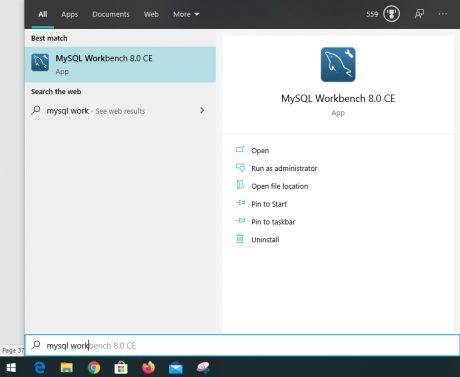 All Apps Documents Web More 559 ...
Best match
MySQL Workbench 8.0 CE
App
Search the web
mysql work - See web results
MySQL Workbench 8.0 CE
App
Open
Run as administrator
Open file location
Pin to Start
Pin to taskbar
Uninstall
Page 37
mysql workbench 8.0 CE